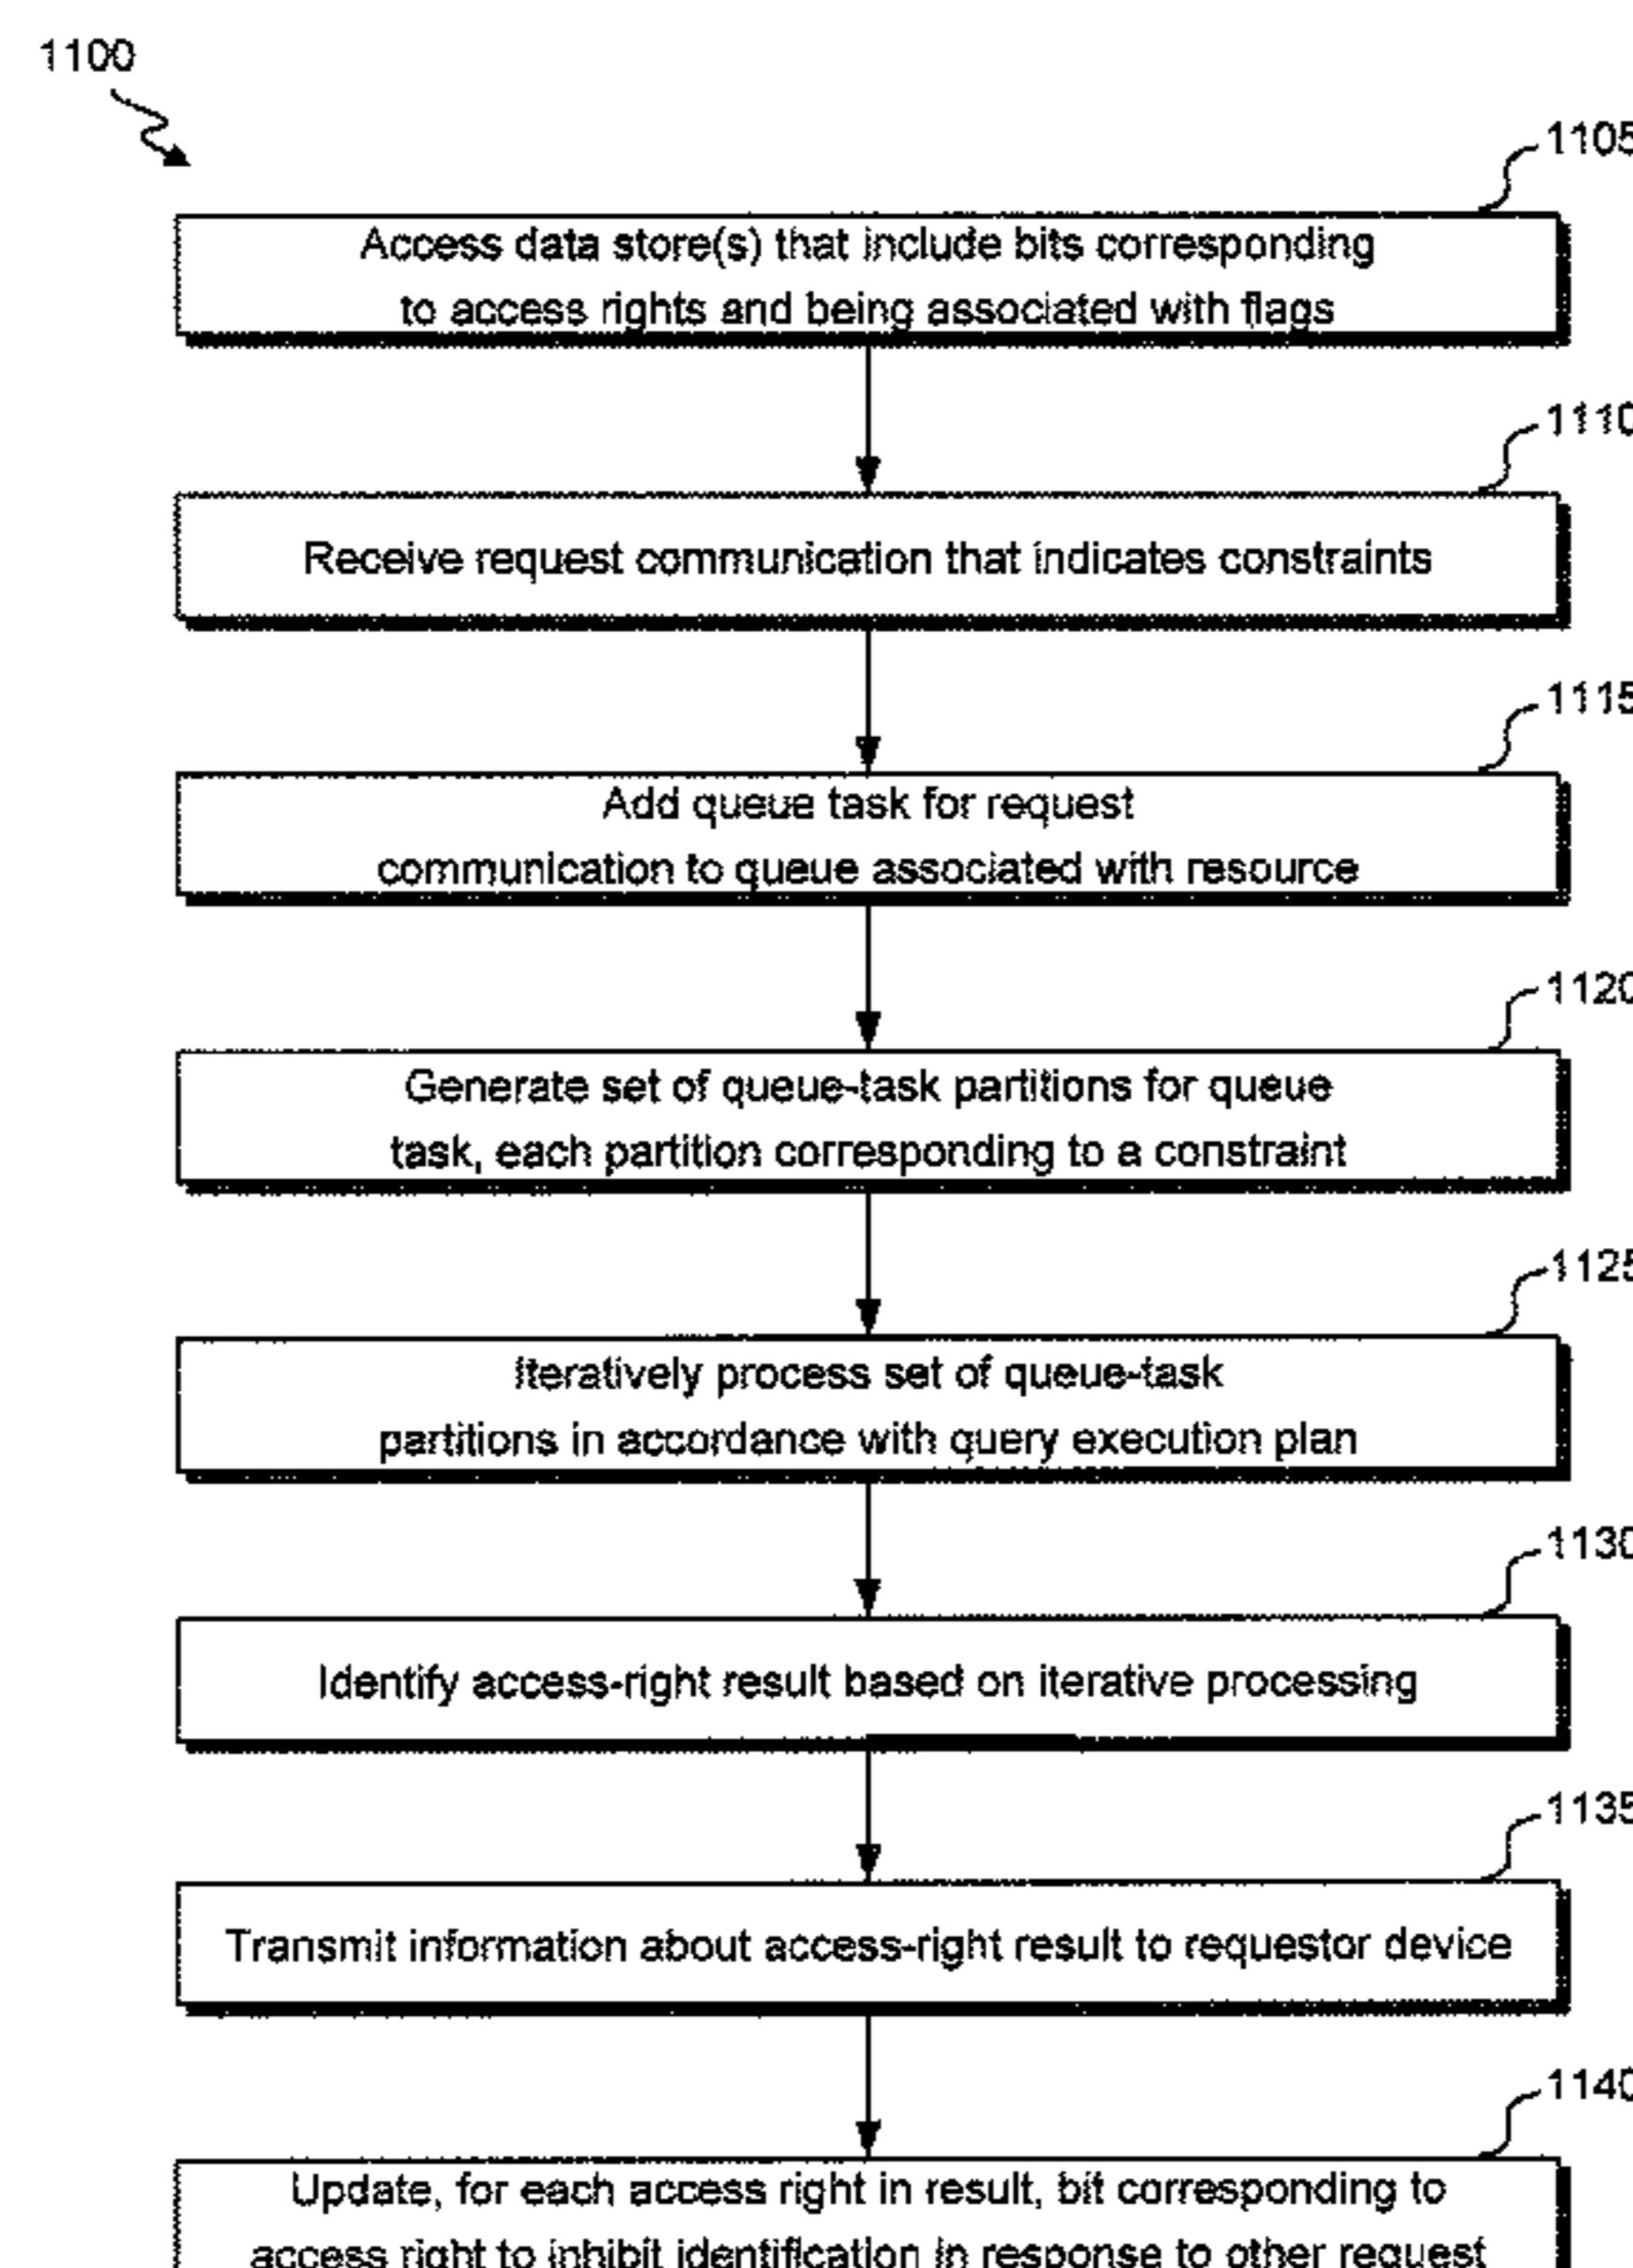 1100
1105
Access data store(s) that include bits corresponding
to access rights and being associated with flags
1110
Receive request communication that indicates constraints
1115
Add queue task for request
communication to queue associated with resource
1120
Generate set of queue-task partitions for queue
task, each partition corresponding to a constraint
1125
Iteratively process set of queue-task
partitions in accordance with query execution plan
1130
Identify access-right result based on iterative processing
1135
Transmit information about access-right result to requestor device
1140
Update, for each access right in result, bit corresponding to
access right to inhibit identification in response to other request